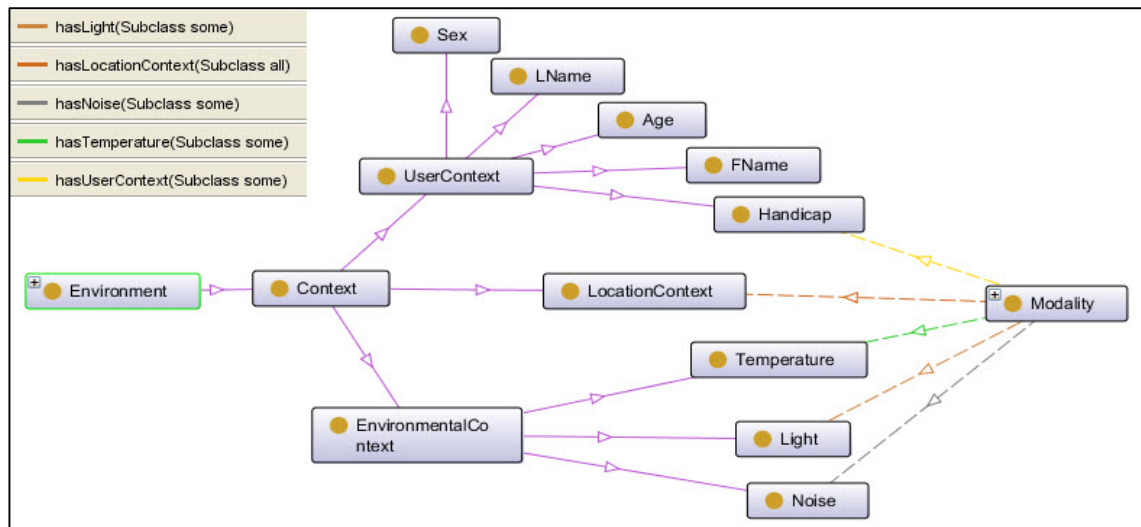 hasLight(Subclass some)
hasLocationContext(Subclass all)
hasNoise(Subclass some)
hasTemperature(Subclass some)
hasUserContext(Subclass some)
Sex
LName
Age
UserContext
FName
Handicap
Environment
Context
LocationContext
Modality
Temperature
EnvironmentalCo
ntext
Light
Noise